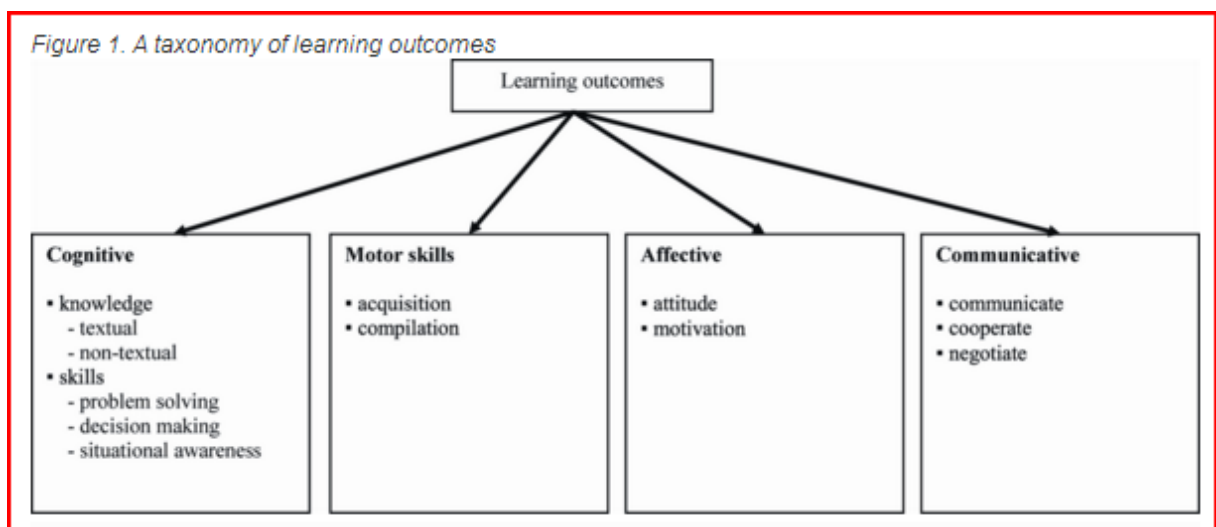 Figure 1. A taxonomy of learning outcomes
Learning outcomes
Cognitive
▪ knowledge
- textual
- non-textual
▪ skills
- problem solving
- decision making
- situational awareness
Motor skills
▪ acquisition
▪ compilation
Affective
▪ attitude
▪ motivation
Communicative
▪ communicate
▪ cooperate
▪ negotiate